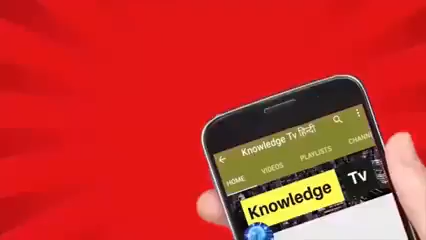 Knowledge Tv हिन्दी
HOME VIDEOS PLAYLISTS CHANN
Knowledge Tv